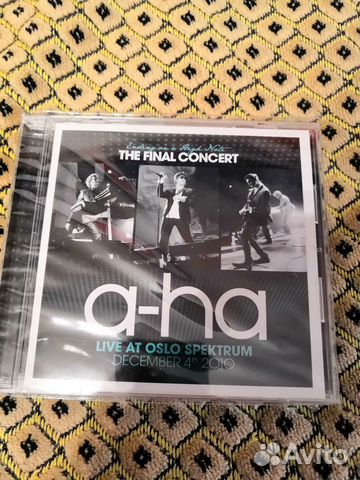 Ending on a High Note
THE FINAL CONCERT
a-ha
LIVE AT OSLO SPEKTRUM
DECEMBER 4th 2010
Avito